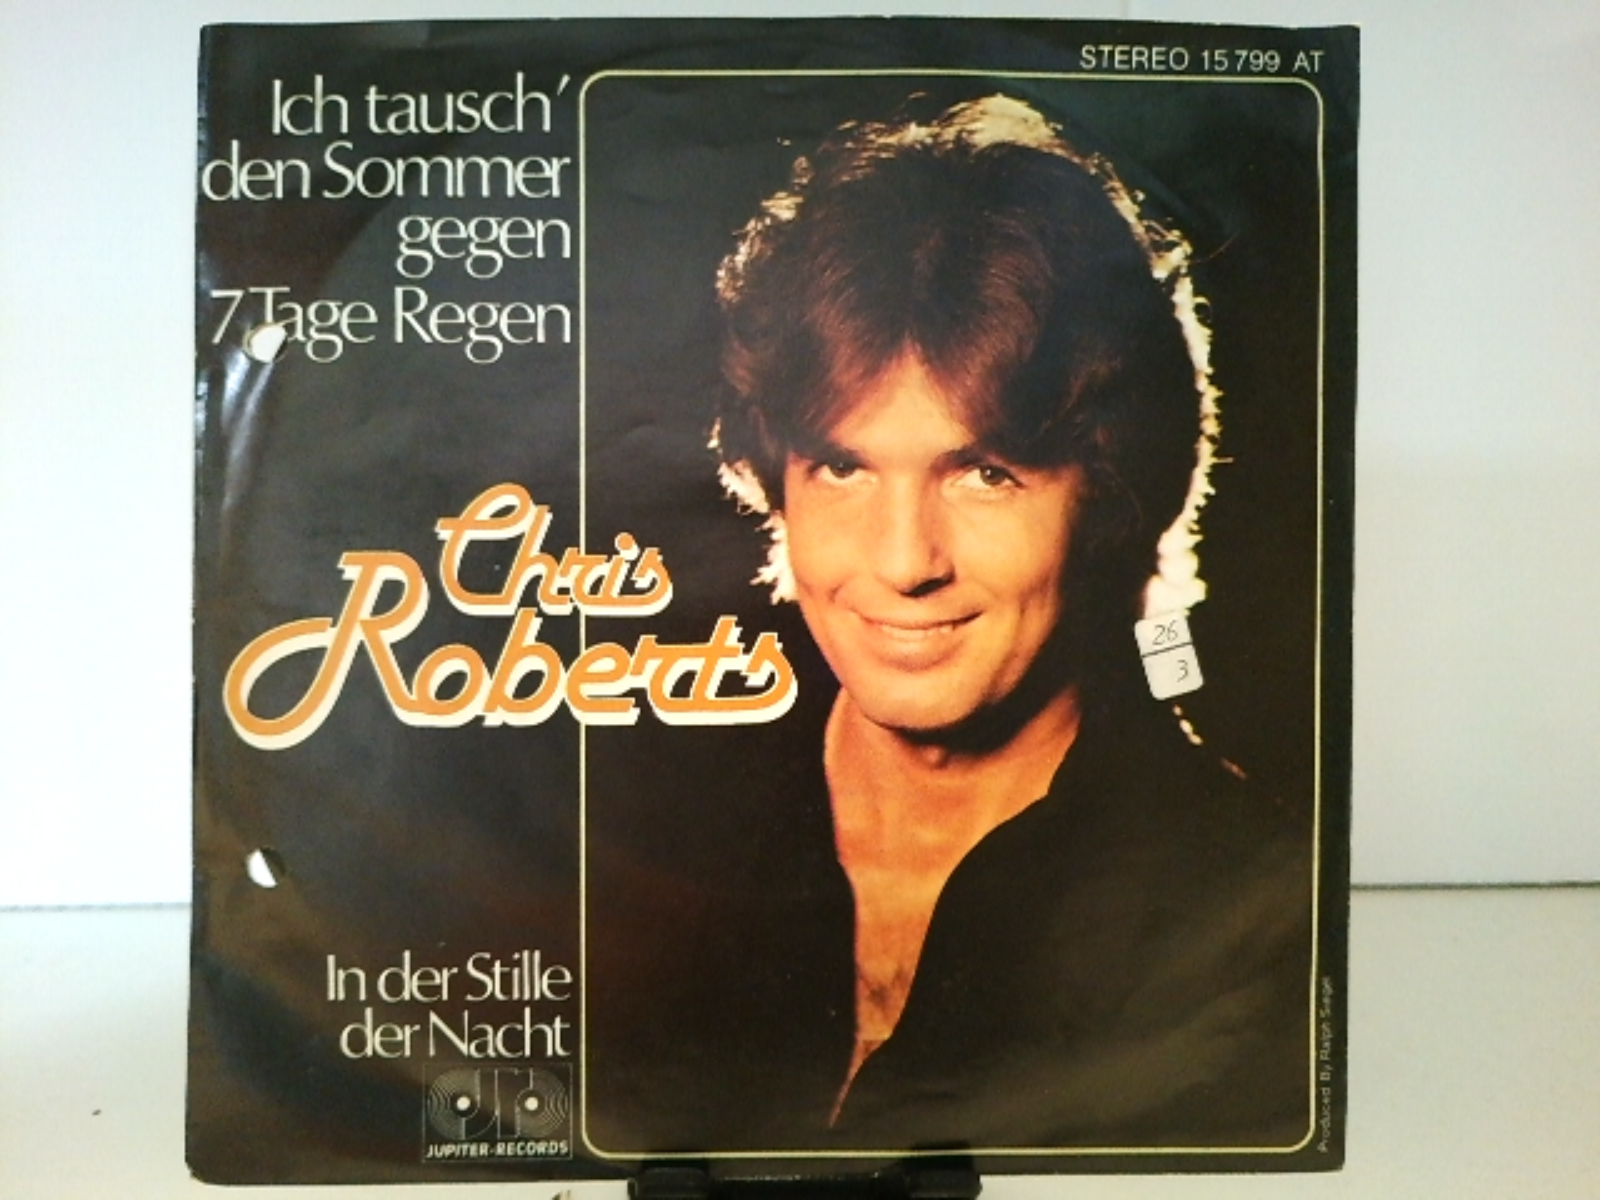 STEREO 15 799 AT
Ich tausch'
den Sommer
gegen
7 Tage Regen
Chris
Roberts
26
3
In der Stille
der Nacht
JUPITER-RECORDS
Produced By Ralph Siegel